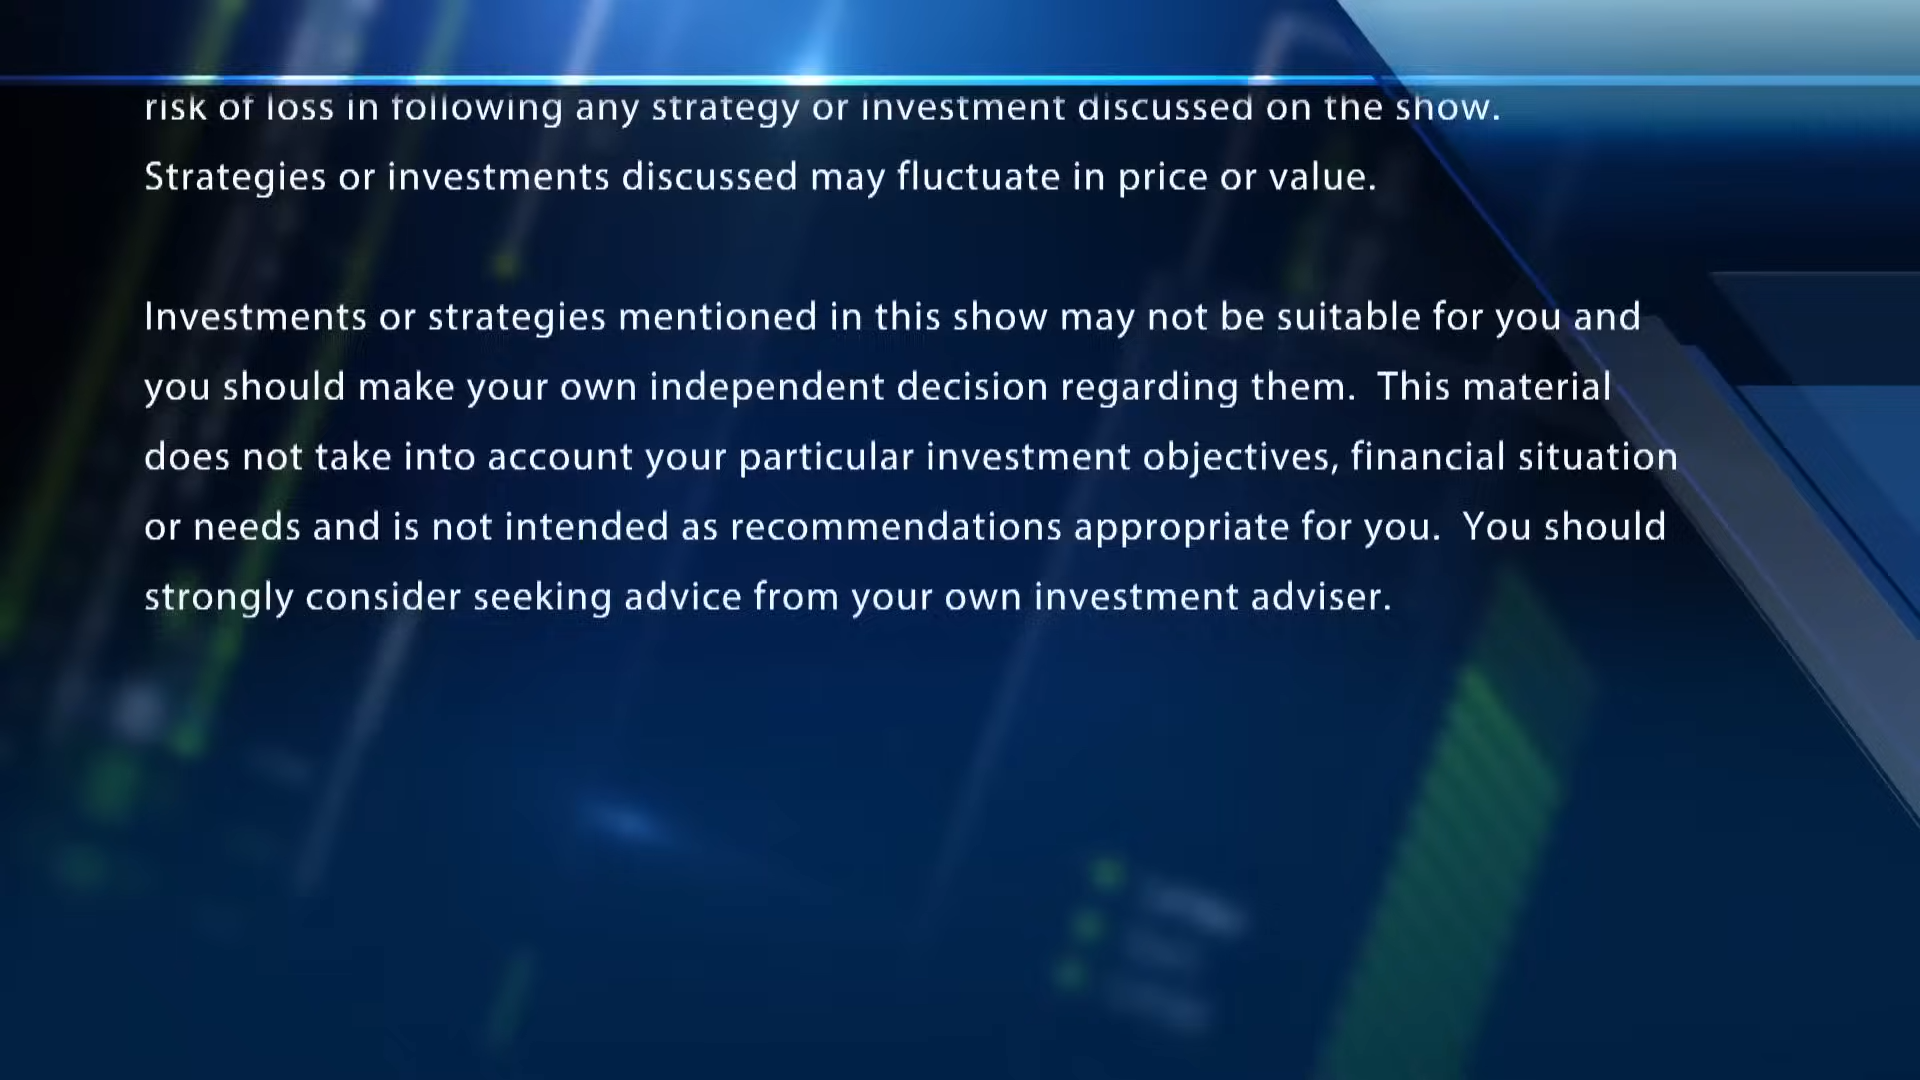 risk of loss in following any strategy or investment discussed on the show.
Strategies or investments discussed may fluctuate in price or value.
Investments or strategies mentioned in this show may not be suitable for you and
you should make your own independent decision regarding them.  This material
does not take into account your particular investment objectives, financial situation
or needs and is not intended as recommendations appropriate for you.  You should
strongly consider seeking advice from your own investment adviser.